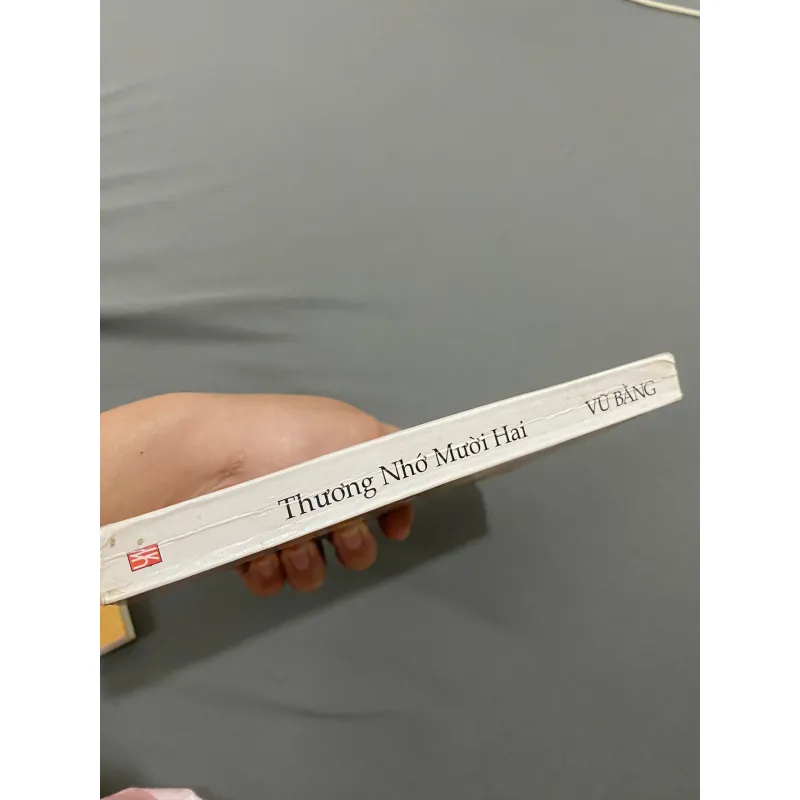 Thương Nhớ Mười Hai
VŨ BẰNG